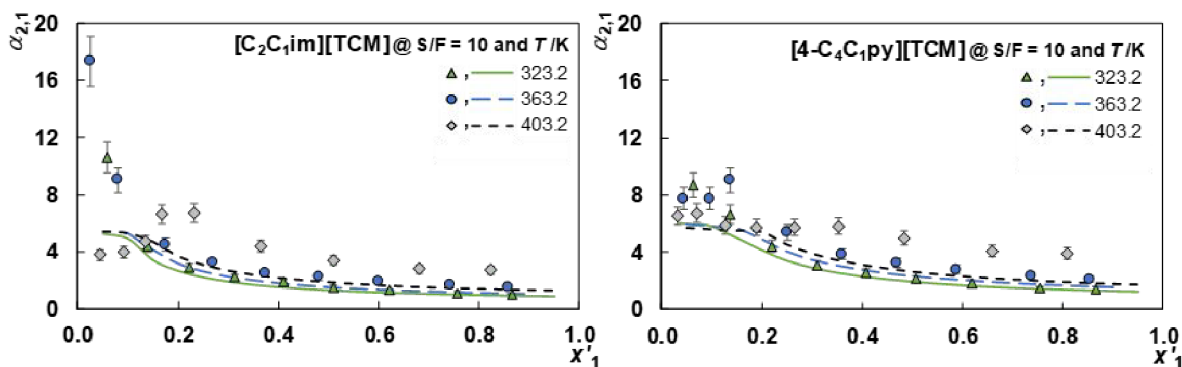 α2,1
20
16
12
8
4
0
0.0 0.2 0.4 0.6 0.8 1.0
x'1
[C2C1im][TCM] @ S/F = 10 and T /K
, 323.2
, 363.2
, 403.2
α2,1
20
16
12
8
4
0
0.0 0.2 0.4 0.6 0.8 1.0
x'1
[4-C4C1py][TCM] @ S/F = 10 and T /K
, 323.2
, 363.2
, 403.2